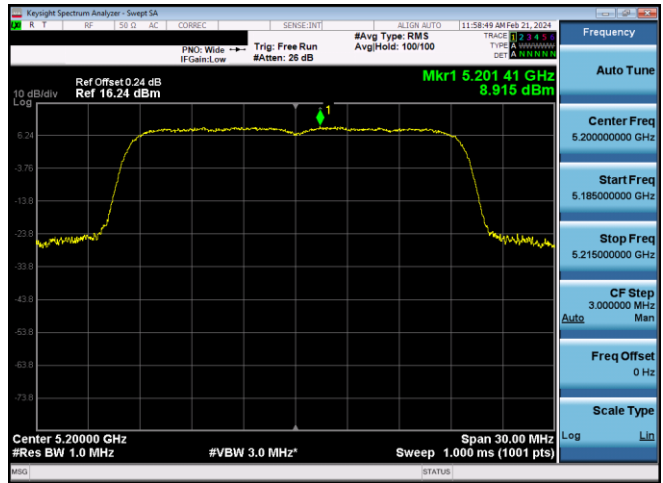 Keysight Spectrum Analyzer - Swept SA
R T RF 50 Ω AC CORREC SENSE:INT ALIGN AUTO 11:58:49 AM Feb 21, 2024
PNO: Wide
IFGain:Low
Trig: Free Run
#Atten: 26 dB
#Avg Type: RMS
Avg|Hold: 100/100
TRACE 1 2 3 4 5 6
TYPE A WWWWW
DET A N N N N N
Ref Offset 0.24 dB
10 dB/div Ref 16.24 dBm
Log
Mkr1 5.201 41 GHz
8.915 dBm
1
6.24
-3.76
-13.8
-23.8
-33.8
-43.8
-53.8
-63.8
-73.8
Center 5.20000 GHz
#Res BW 1.0 MHz
#VBW 3.0 MHz*
Span 30.00 MHz
Sweep 1.000 ms (1001 pts)
MSG
STATUS
Frequency
Auto Tune
Center Freq
5.200000000 GHz
Start Freq
5.185000000 GHz
Stop Freq
5.215000000 GHz
CF Step
3.000000 MHz
Auto Man
Freq Offset
0 Hz
Scale Type
Log Lin